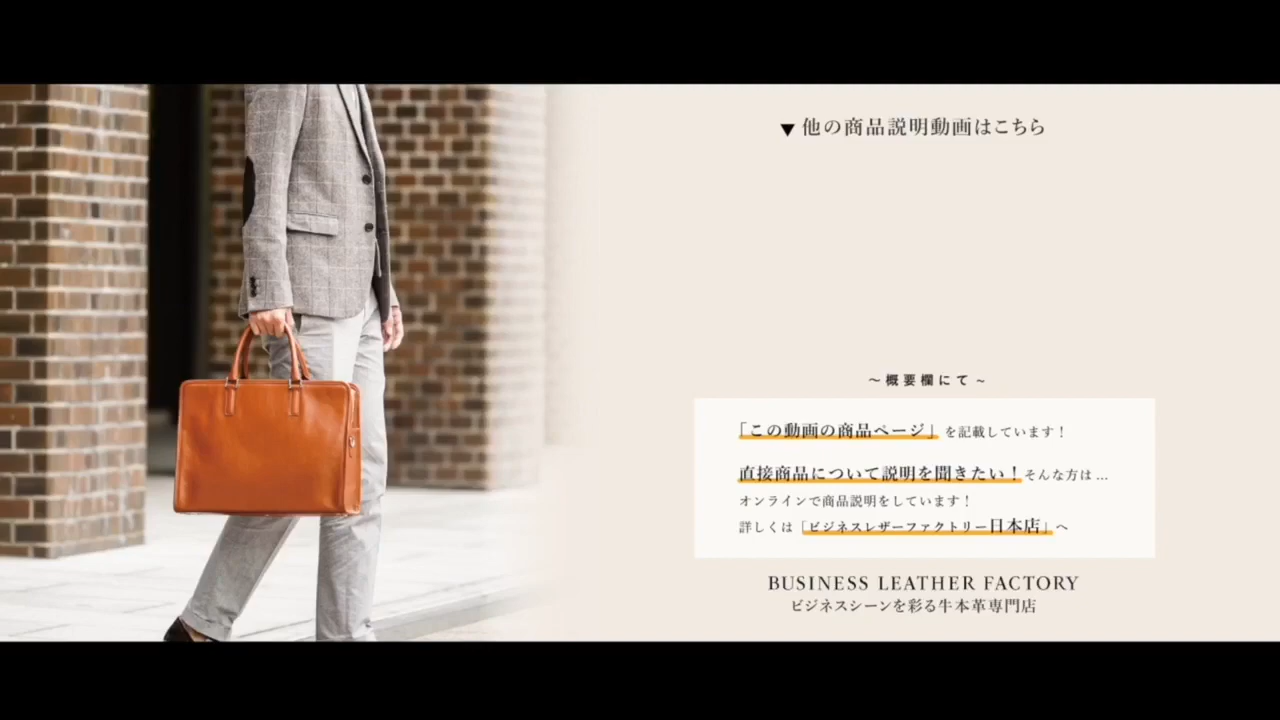 ▼他の商品説明動画はこちら
～概要欄にて～
「この動画の商品ページ」を記載しています！
直接商品について説明を聞きたい！そんな方は...
オンラインで商品説明をしています！
詳しくは「ビジネスレザーファクトリー日本店」へ
BUSINESS LEATHER FACTORY
ビジネスシーンを彩る牛本革専門店